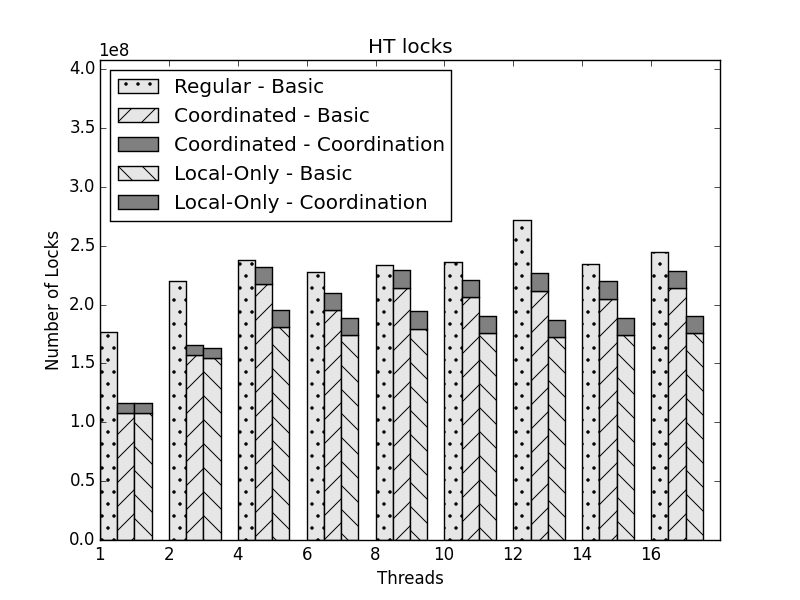 HT locks
1e8
4.0
3.5
3.0
2.5
2.0
1.5
1.0
0.5
0.0
Number of Locks
Regular - Basic
Coordinated - Basic
Coordinated - Coordination
Local-Only - Basic
Local-Only - Coordination
1 2 4 6 8 10 12 14 16
Threads